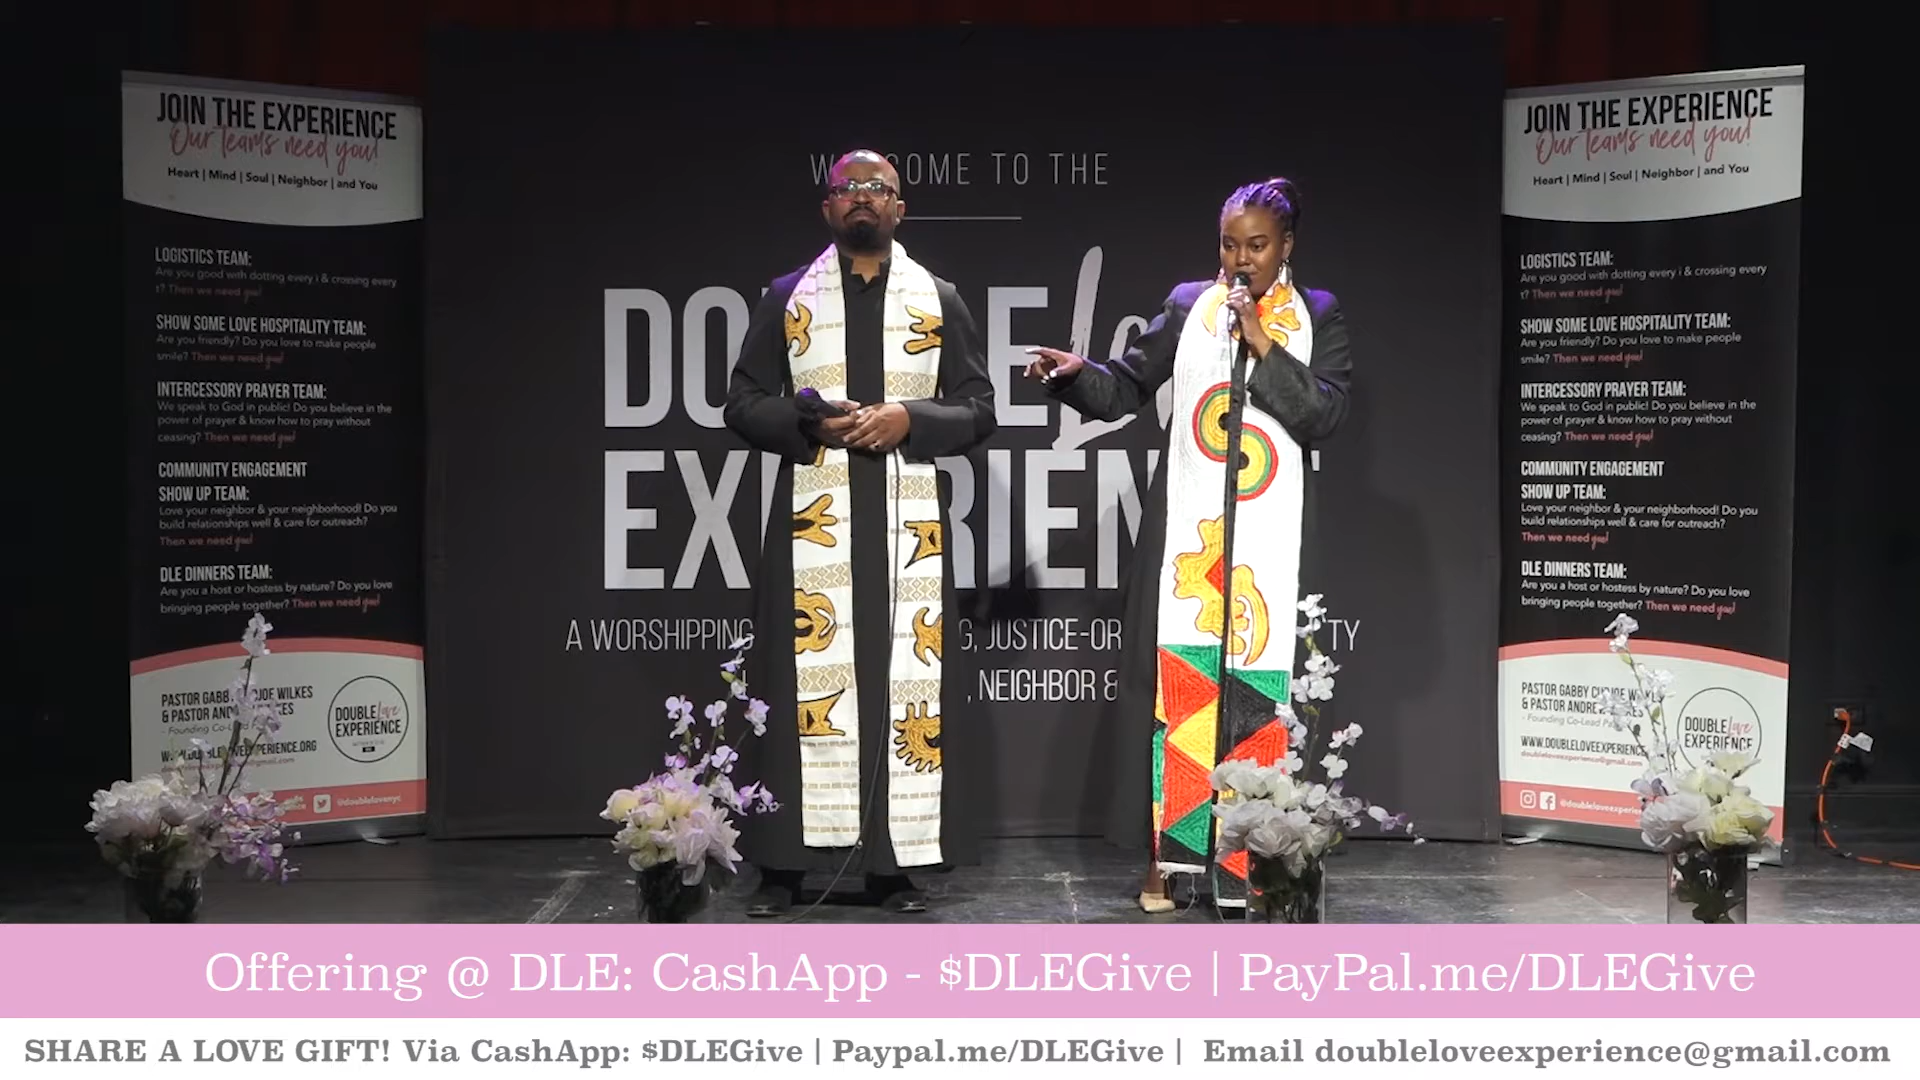 JOIN THE EXPERIENCE
Our teams need you!
Heart | Mind | Soul | Neighbor | and You
LOGISTICS TEAM:
Are you good with dotting every i & crossing every
t? Then we need you!
SHOW SOME LOVE HOSPITALITY TEAM:
Are you friendly? Do you love to make people
smile? Then we need you!
INTERCESSORY PRAYER TEAM:
We speak to God in public! Do you believe in the
power of prayer & know how to pray without
ceasing? Then we need you!
COMMUNITY ENGAGEMENT
SHOW UP TEAM:
Love your neighbor & your neighborhood! Do you
build relationships well & care for outreach?
Then we need you!
DLE DINNERS TEAM:
Are you a host or hostess by nature? Do you love
bringing people together? Then we need you!
PASTOR GABBY WILKES
& PASTOR
- Founding Co-Lead
DOUBLE Love
EXPERIENCE
@doublelovenyc
TO THE
EXPERIEN
A WORSHIPPING
JUSTICE-OR
, NEIGHBOR &
JOIN THE EXPERIENCE
Our teams need you!
Heart | Mind | Soul | Neighbor | and You
LOGISTICS TEAM:
Are you good with dotting every i & crossing every
t? Then we need you!
SHOW SOME LOVE HOSPITALITY TEAM:
Are you friendly? Do you love to make people
smile? Then we need you!
INTERCESSORY PRAYER TEAM:
We speak to God in public! Do you believe in the
power of prayer & know how to pray without
ceasing? Then we need you!
COMMUNITY ENGAGEMENT
SHOW UP TEAM:
Love your neighbor & your neighborhood! Do you
build relationships well & care for outreach?
Then we need you!
DLE DINNERS TEAM:
Are you a host or hostess by nature? Do you love
bringing people together? Then we need you!
PASTOR GABBY
& PASTOR ANDREW
- Founding Co-Lead
WWW.DOUBLELOVEEXPERIENCE
doubleloveexperience@gmail.com
DOUBLE Love
EXPERIENCE
Offering @ DLE: CashApp - $DLEGive | PayPal.me/DLEGive
SHARE A LOVE GIFT! Via CashApp: $DLEGive | Paypal.me/DLEGive | Email doubleloveexperience@gmail.com